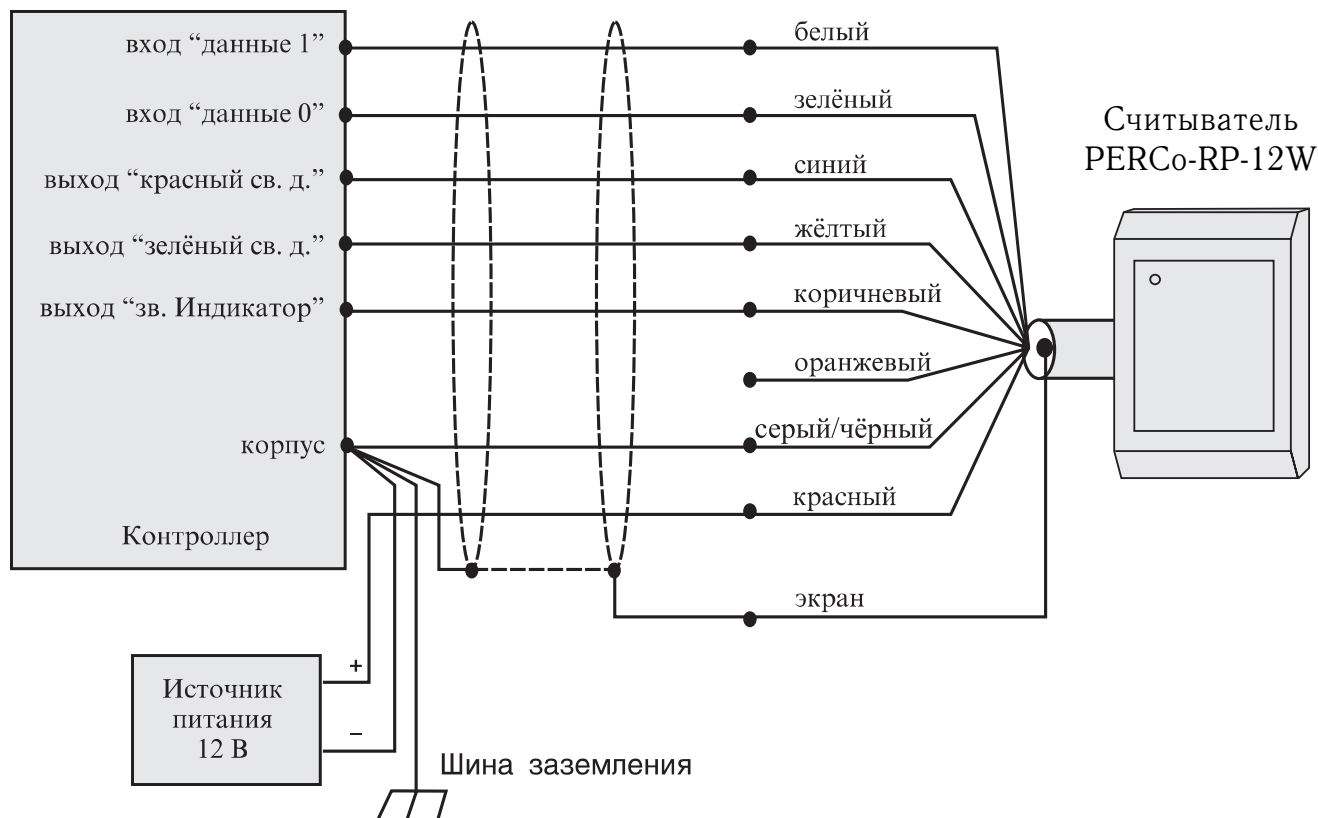 вход “данные 1”
белый
вход “данные 0”
зелёный
Считыватель
PERCo-RP-12W
выход “красный св. д.”
синий
выход “зелёный св. д.”
жёлтый
выход “зв. Индикатор”
коричневый
оранжевый
корпус
серый/чёрный
красный
Контроллер
экран
Источник
питания
12 В
+
–
Шина заземления